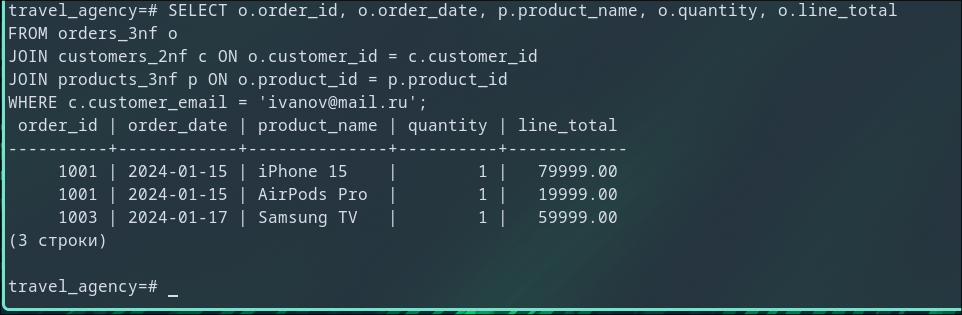 travel_agency=# SELECT o.order_id, o.order_date, p.product_name, o.quantity, o.line_total
FROM orders_3nf o
JOIN customers_2nf c ON o.customer_id = c.customer_id
JOIN products_3nf p ON o.product_id = p.product_id
WHERE c.customer_email = 'ivanov@mail.ru';
 order_id | order_date | product_name | quantity | line_total
----------+------------+--------------+----------+------------
     1001 | 2024-01-15 | iPhone 15    |        1 |   79999.00
     1001 | 2024-01-15 | AirPods Pro  |        1 |   19999.00
     1003 | 2024-01-17 | Samsung TV   |        1 |   59999.00
(3 строки)

travel_agency=# _